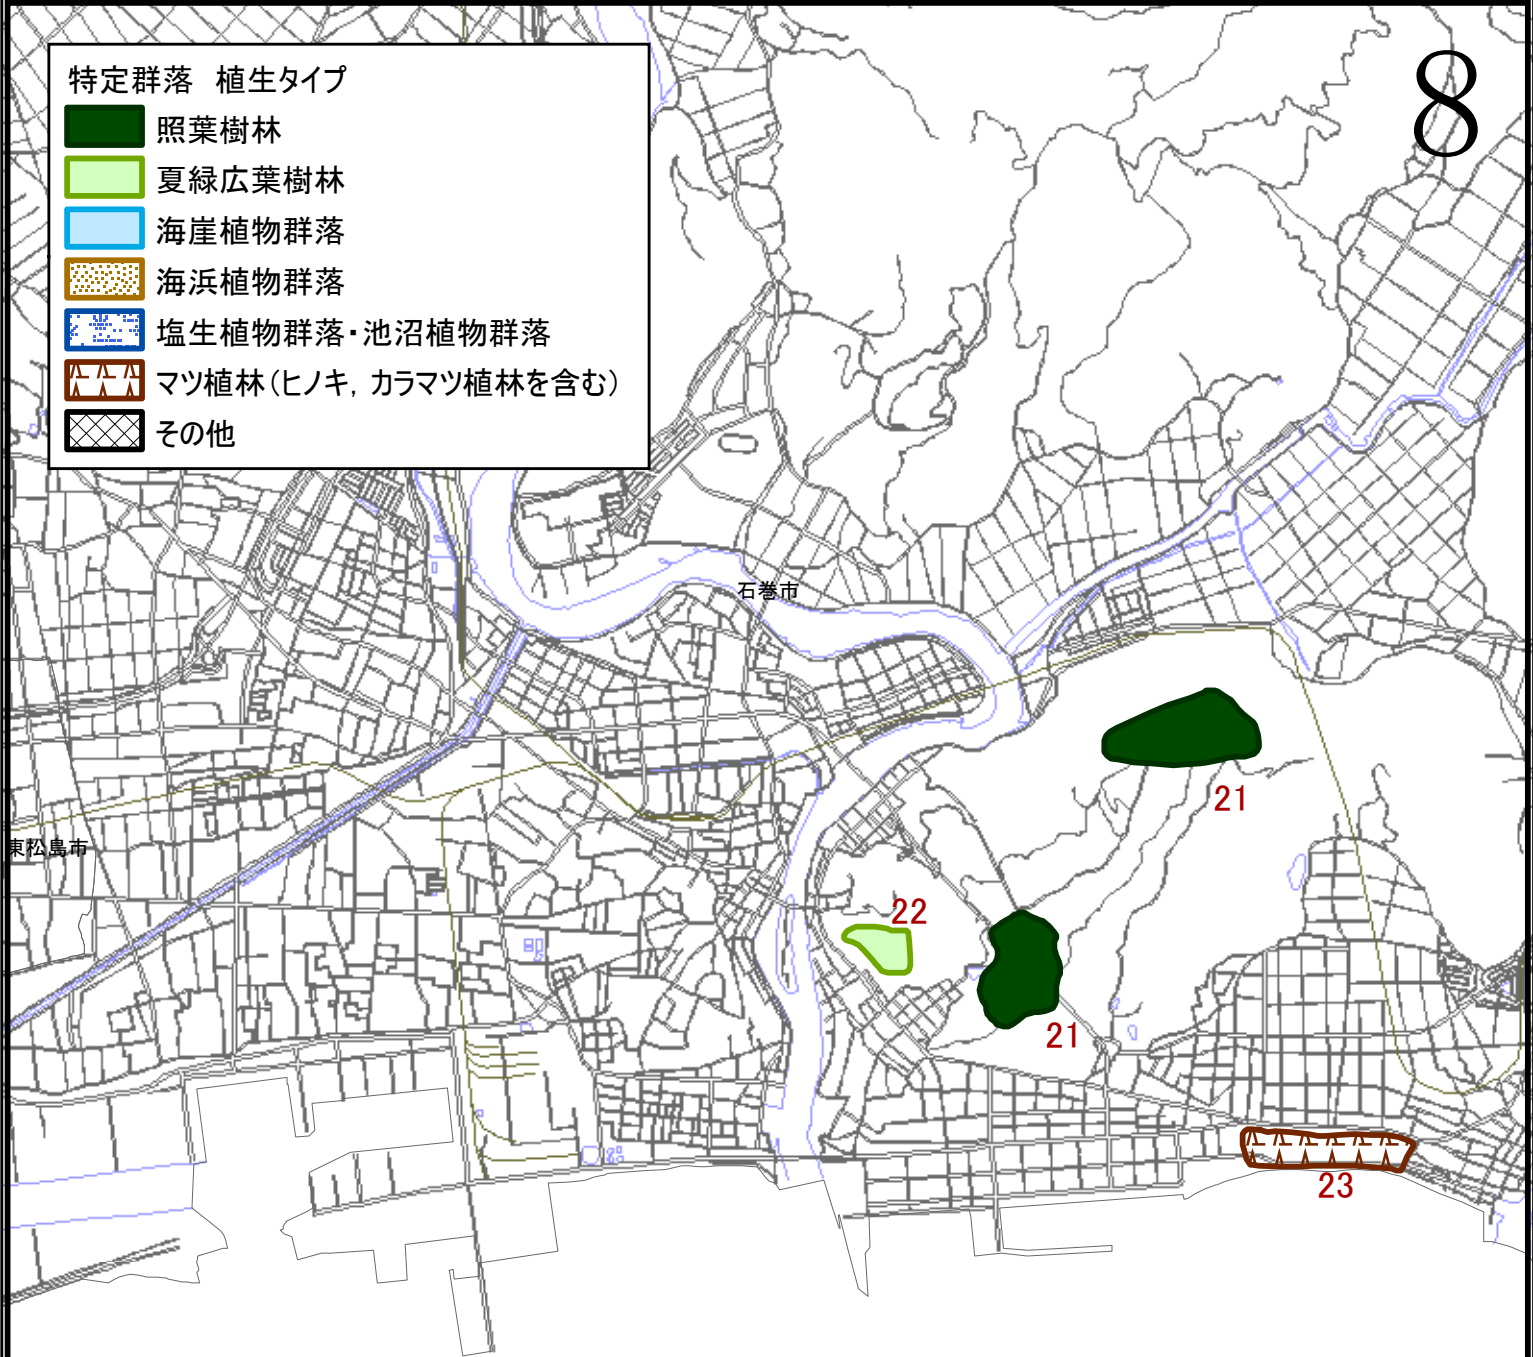 特定群落 植生タイプ
照葉樹林
夏緑広葉樹林
海崖植物群落
海浜植物群落
塩生植物群落・池沼植物群落
マツ植林（ヒノキ，カラマツ植林を含む）
その他
8
石巻市
21
東松島市
22
21
23